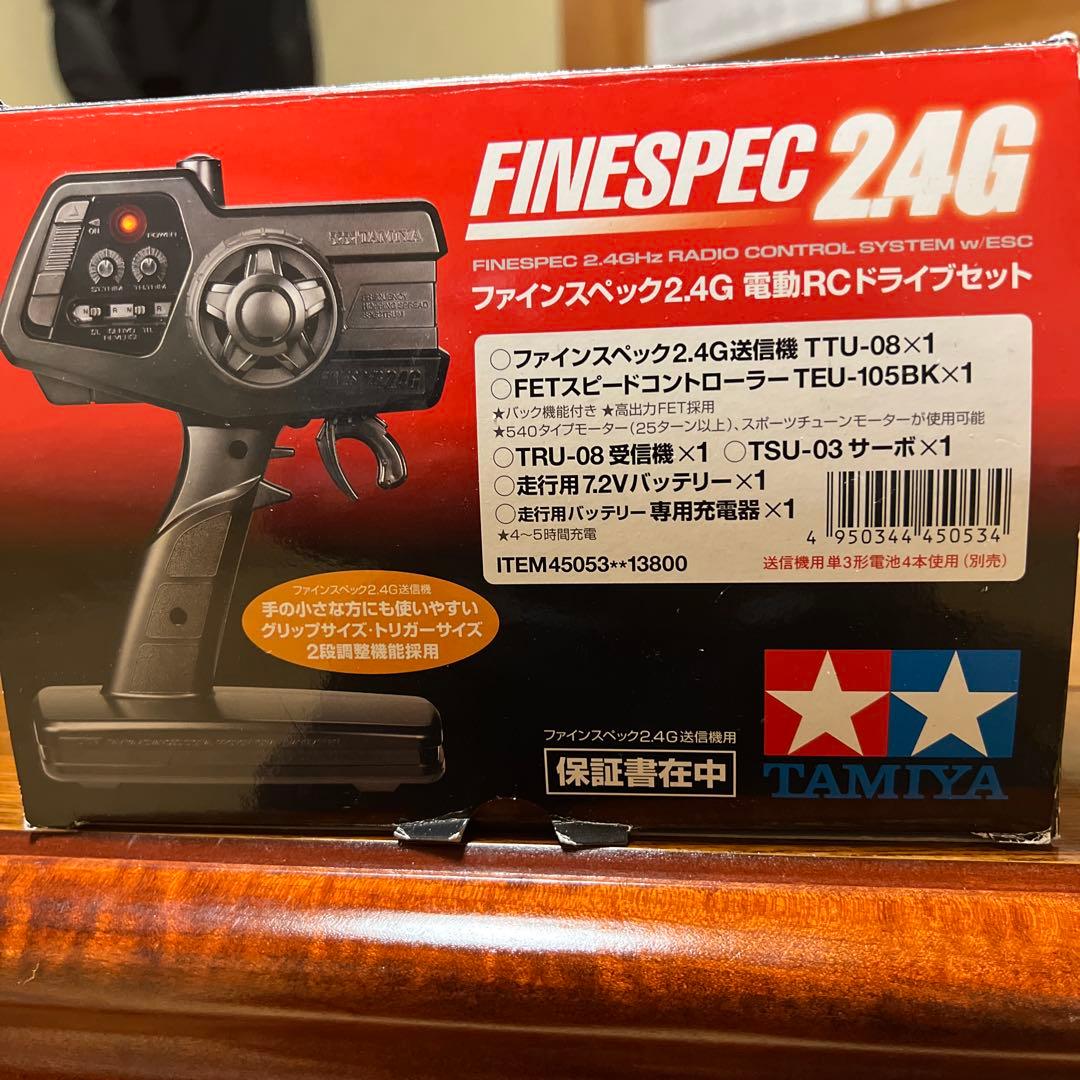 FINESPEC 2.4G
FINESPEC 2.4GHz RADIO CONTROL SYSTEM w/ESC
ファインスペック2.4G 電動RCドライブセット
○ファインスペック2.4G送信機 TTU-08×1
○FETスピードコントローラー TEU-105BK×1
★バック機能付き ★高出力FET採用
★540タイプモーター(25ターン以上)、スポーツチューンモーターが使用可能
○TRU-08 受信機×1 ○TSU-03 サーボ×1
○走行用7.2Vバッテリー×1
○走行用バッテリー 専用充電器×1
★4〜5時間充電
4 950344 450534
ITEM 45053**13800
送信機用単3形電池4本使用(別売)
ON
POWER
N R N R
TAMIYA
FREQUENCY
HOPPING SPREAD
SPECTRUM
FINESPEC 2.4G
ファインスペック2.4G送信機
手の小さな方にも使いやすい
グリップサイズ・トリガーサイズ
2段調整機能採用
ファインスペック2.4G送信機用
保証書在中
TAMIYA